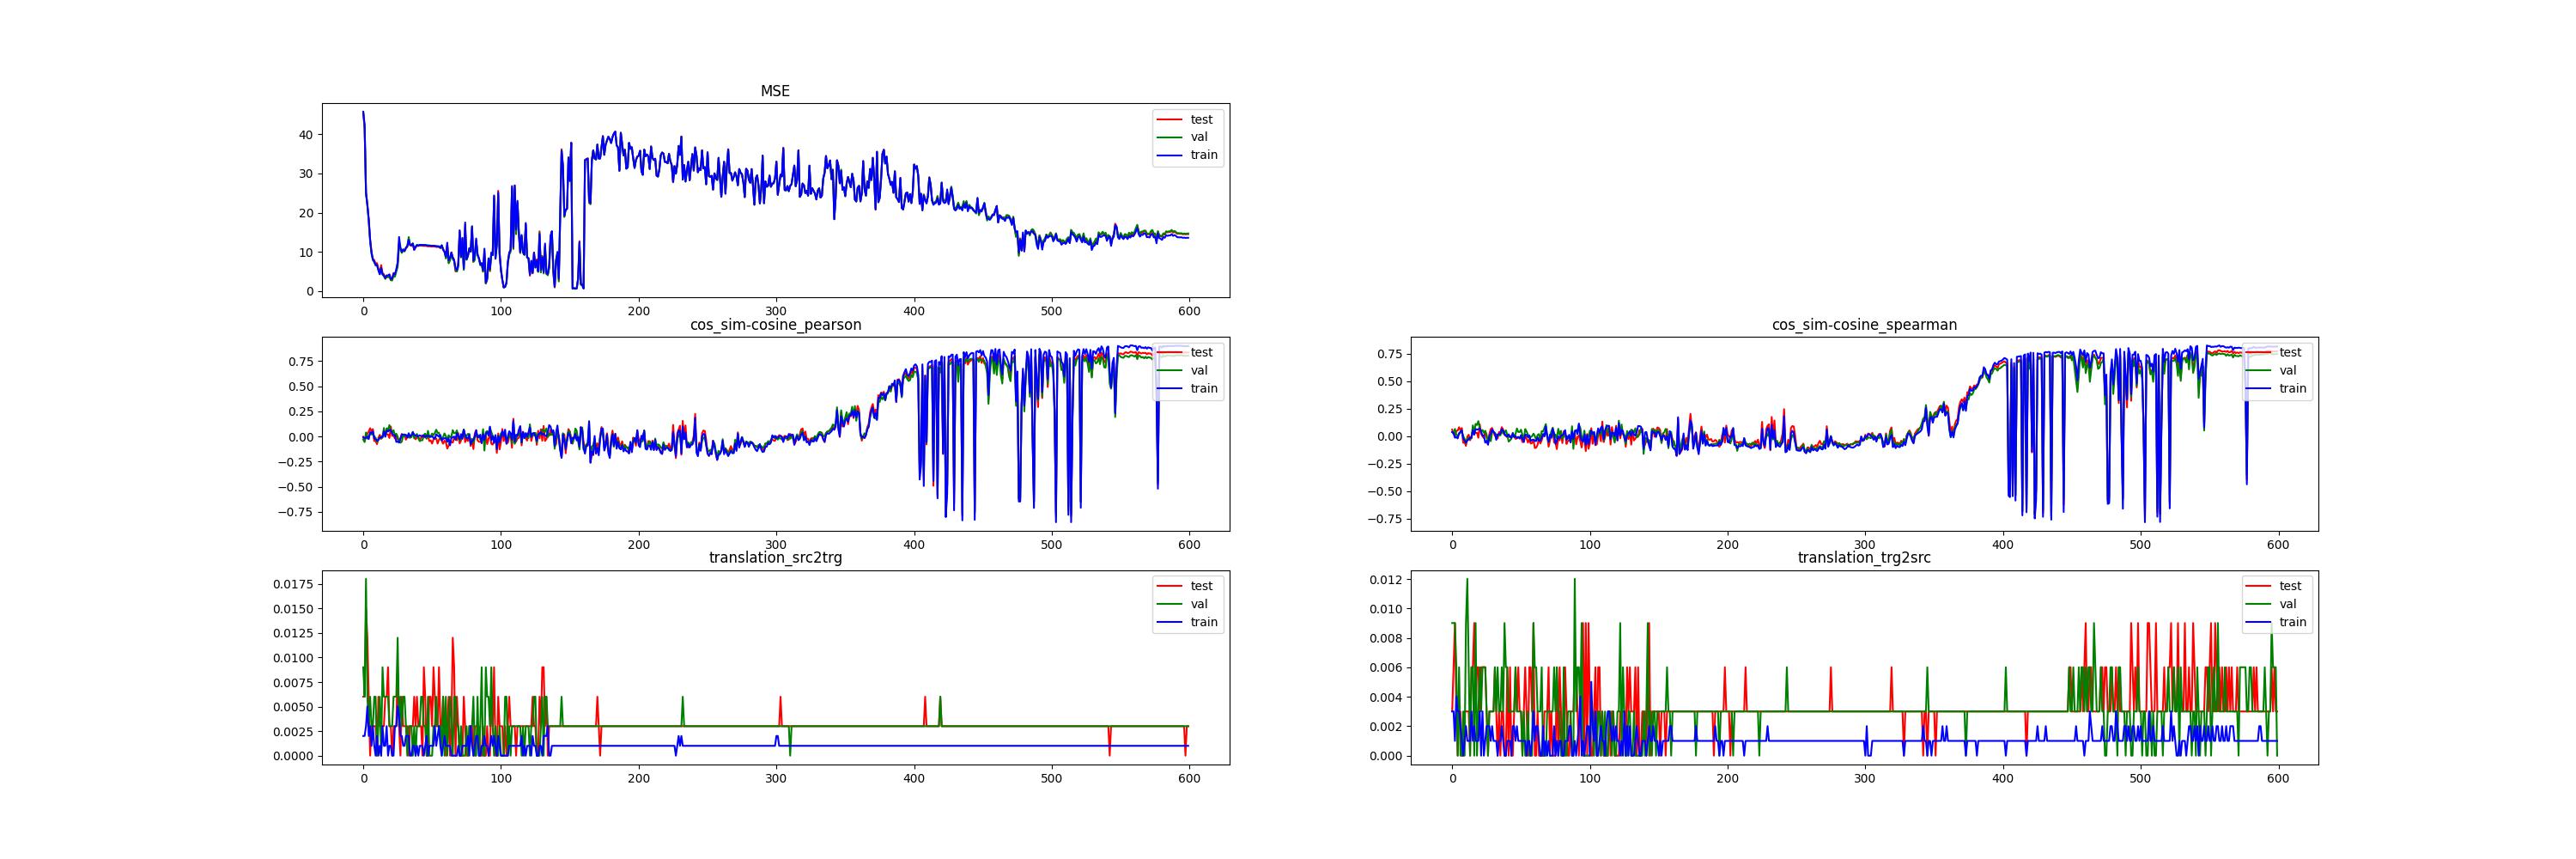 MSE
40
30
20
10
0
0 100 200 300 400 500 600
test
val
train
cos_sim-cosine_pearson
0.75
0.50
0.25
0.00
−0.25
−0.50
−0.75
0 100 200 300 400 500 600
test
val
train
cos_sim-cosine_spearman
0.75
0.50
0.25
0.00
−0.25
−0.50
−0.75
0 100 200 300 400 500 600
test
val
train
translation_src2trg
0.0175
0.0150
0.0125
0.0100
0.0075
0.0050
0.0025
0.0000
0 100 200 300 400 500 600
test
val
train
translation_trg2src
0.012
0.010
0.008
0.006
0.004
0.002
0.000
0 100 200 300 400 500 600
test
val
train